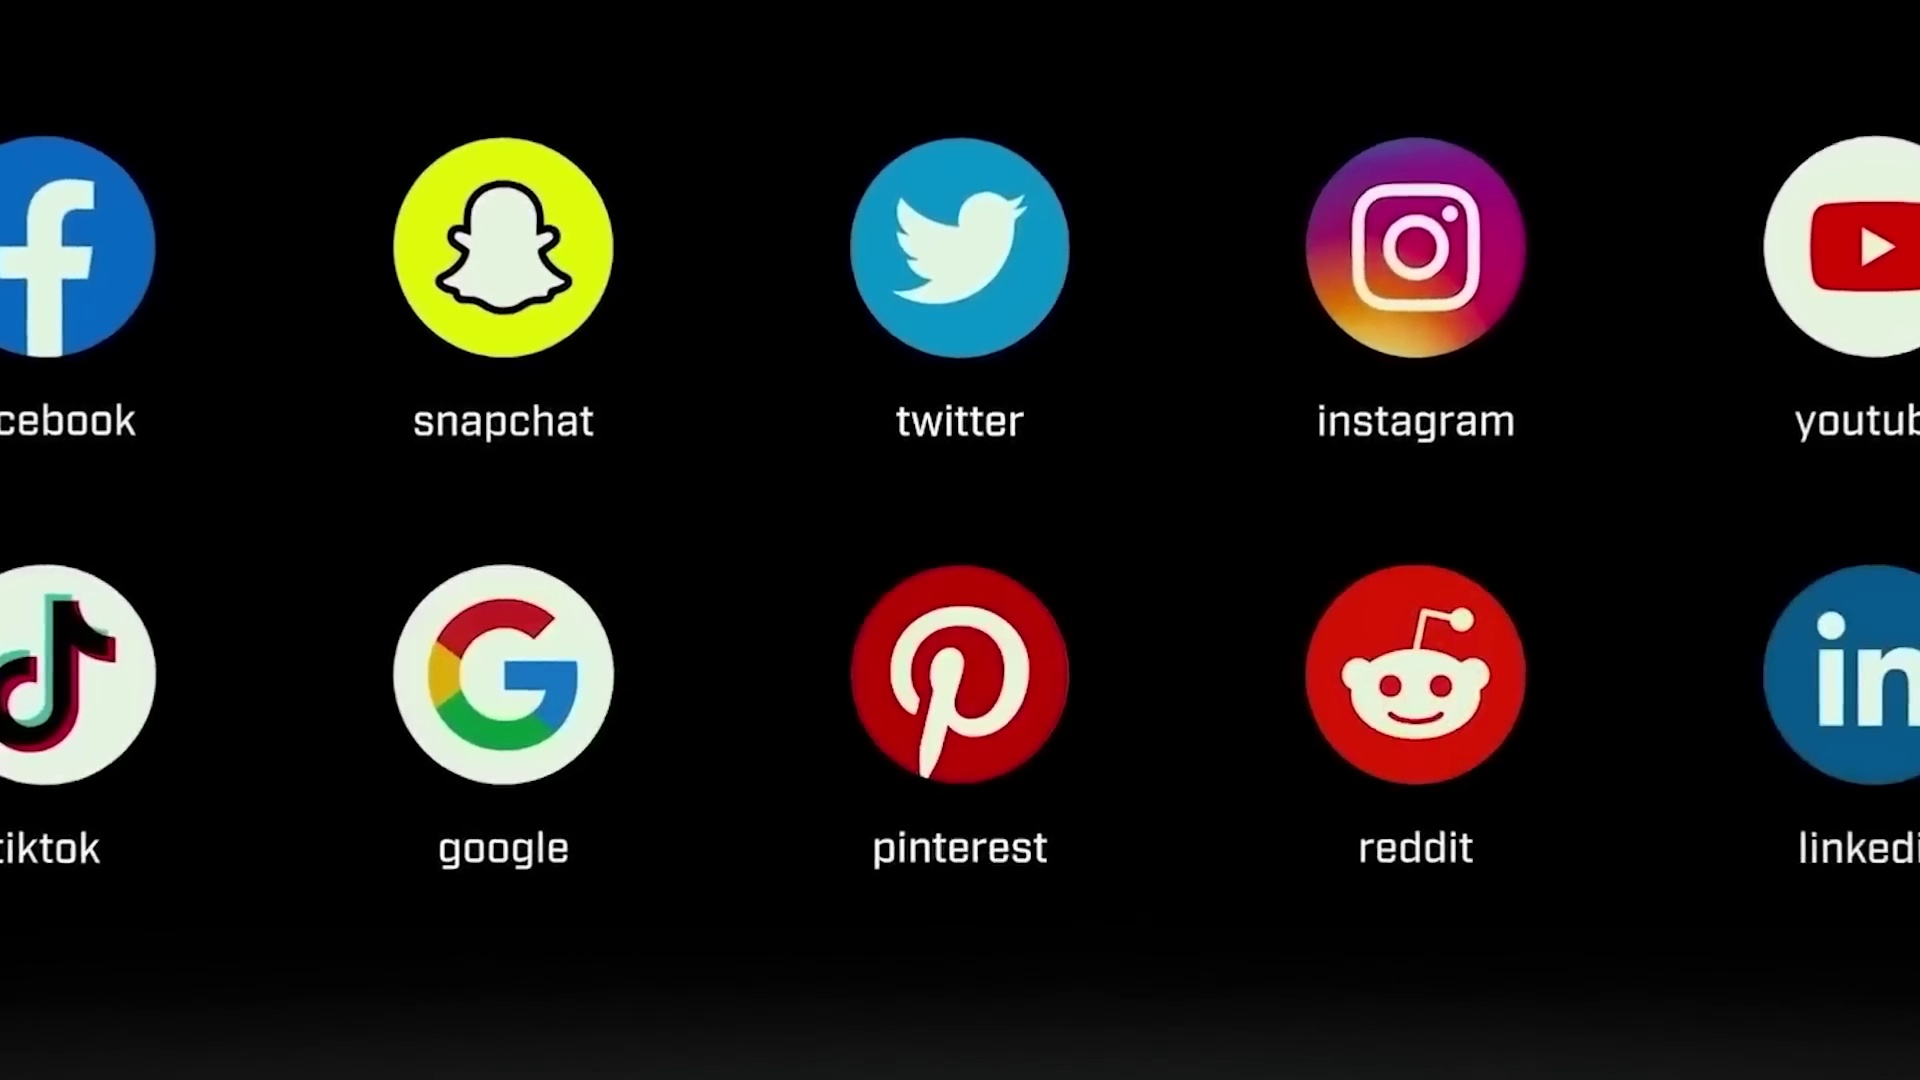 cebook
snapchat
twitter
instagram
youtub
tiktok
google
pinterest
reddit
linkedi